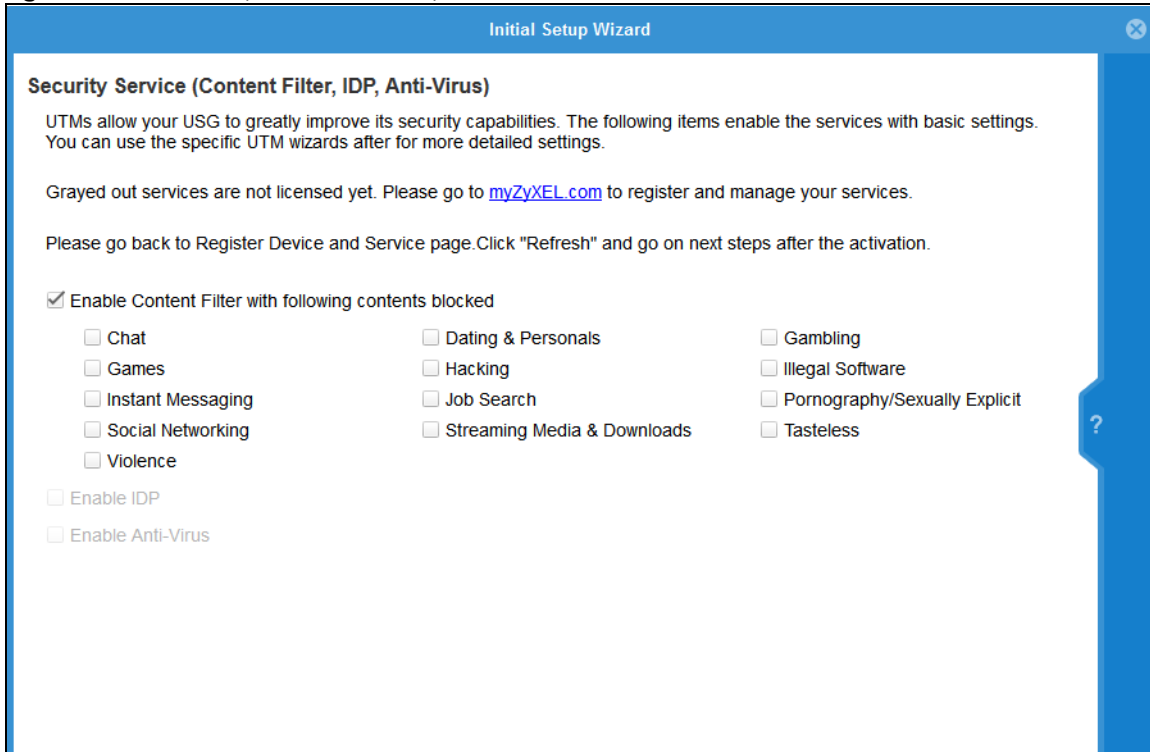 Initial Setup Wizard
Security Service (Content Filter, IDP, Anti-Virus)
UTMs allow your USG to greatly improve its security capabilities. The following items enable the services with basic settings.
You can use the specific UTM wizards after for more detailed settings.
Grayed out services are not licensed yet. Please go to myZyXEL.com to register and manage your services.
Please go back to Register Device and Service page.Click "Refresh" and go on next steps after the activation.
Enable Content Filter with following contents blocked
Chat Dating & Personals Gambling
Games Hacking Illegal Software
Instant Messaging Job Search Pornography/Sexually Explicit
Social Networking Streaming Media & Downloads Tasteless
?
Violence
Enable IDP
Enable Anti-Virus